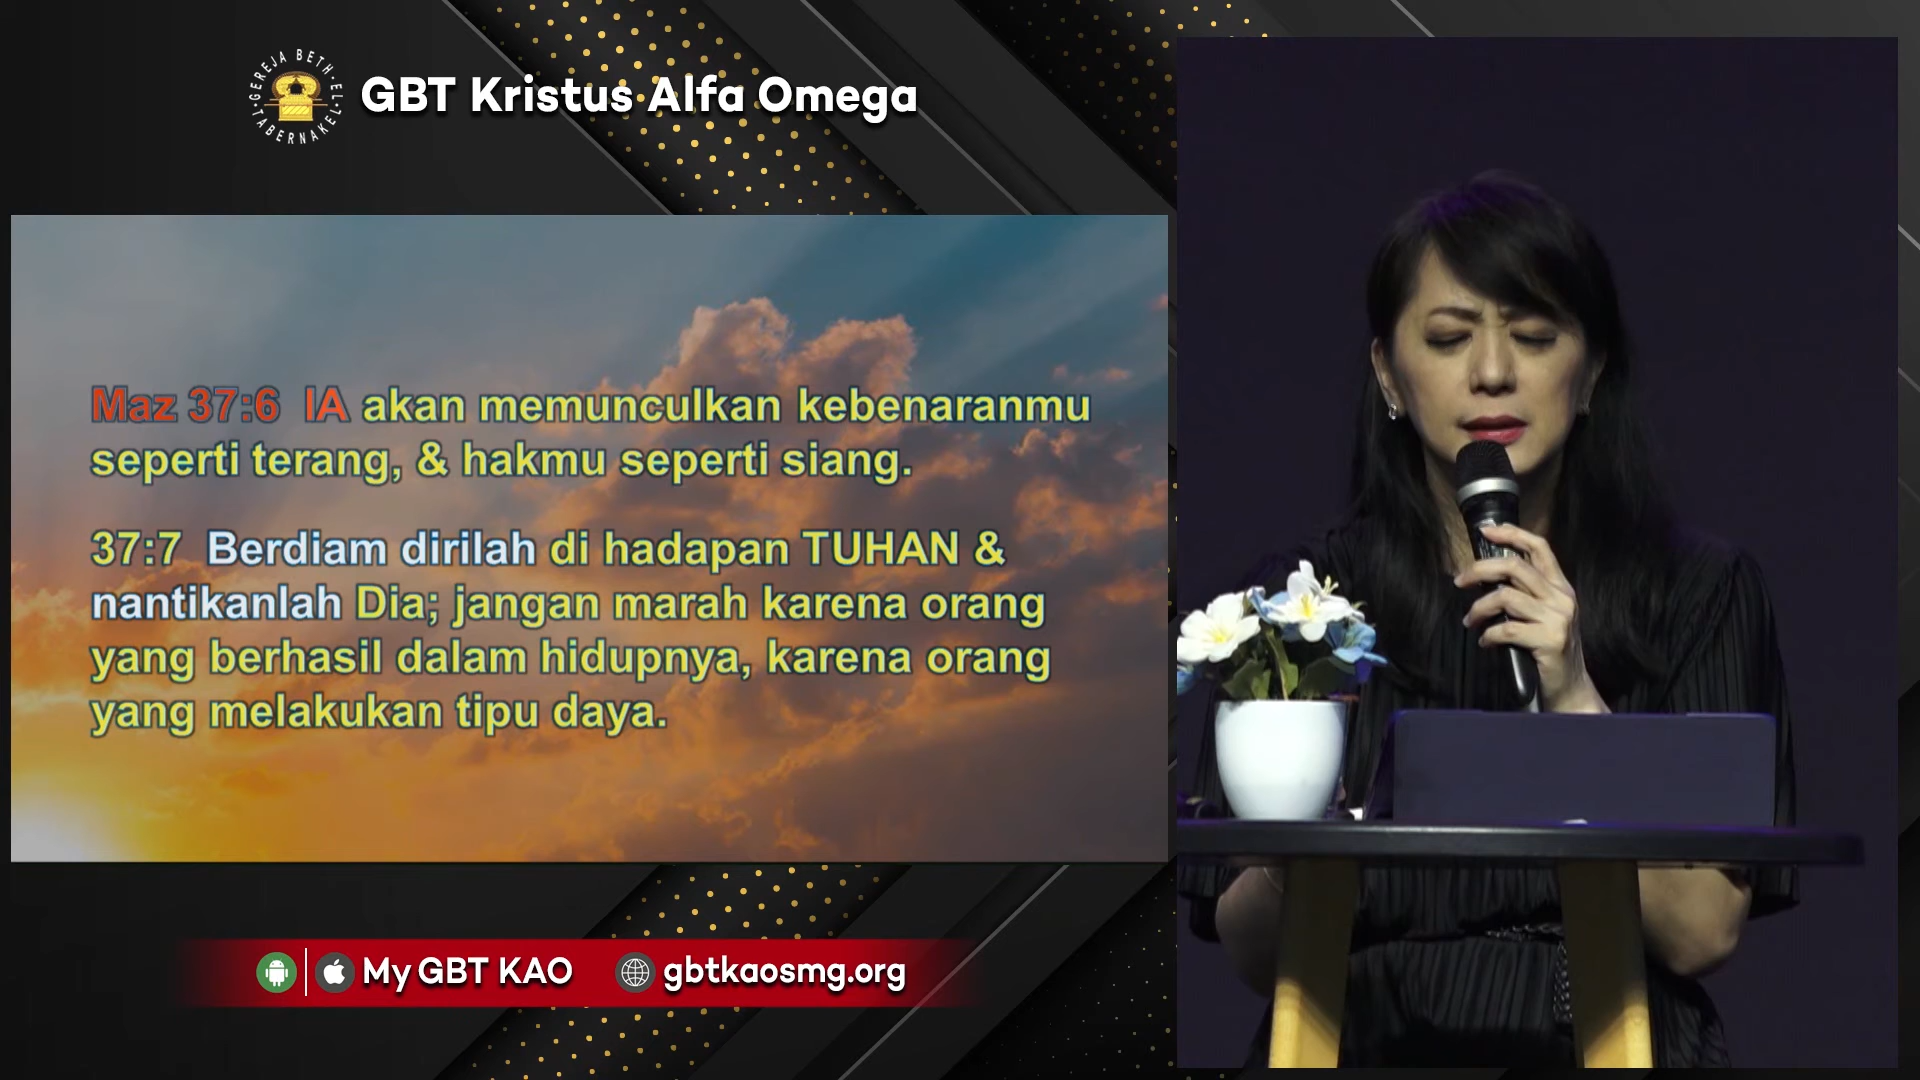 GEREJA BETH-EL
TABERNAKEL
GBT Kristus Alfa Omega
Maz 37:6 IA akan memunculkan kebenaranmu
seperti terang, & hakmu seperti siang.
37:7 Berdiam dirilah di hadapan TUHAN &
nantikanlah Dia; jangan marah karena orang
yang berhasil dalam hidupnya, karena orang
yang melakukan tipu daya.
My GBT KAO
gbtkaosmg.org